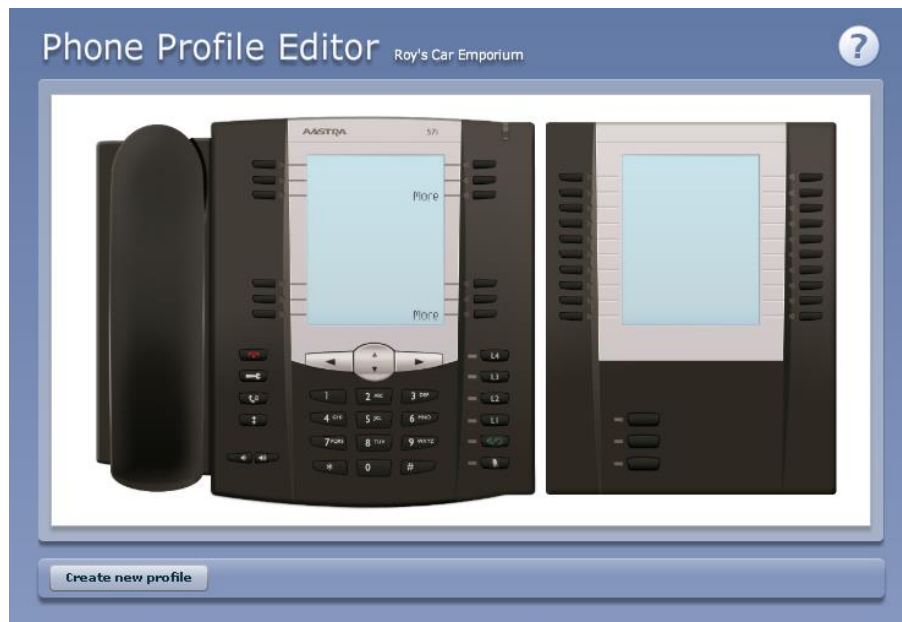 Phone Profile Editor Roy's Car Emporium
?
AASTRA 57i
More
More
L4
L3
1 2 ABC 3 DEF L2
4 GHI 5 JKL 6 MNO L1
7 PQRS 8 TUV 9 WXYZ
* 0 #
Create new profile